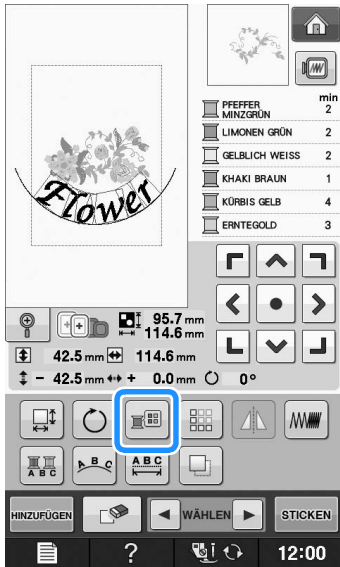 Flower
min
PFEFFER
MINZGRÜN 2
LIMONEN GRÜN 2
GELBLICH WEISS 2
KHAKI BRAUN 1
KÜRBIS GELB 4
ERNTEGOLD 3
95.7 mm
114.6 mm
42.5 mm 114.6 mm
- 42.5 mm + 0.0 mm 0°
A B C
A B C
A B C
HINZUFÜGEN WÄHLEN STICKEN
? 12:00